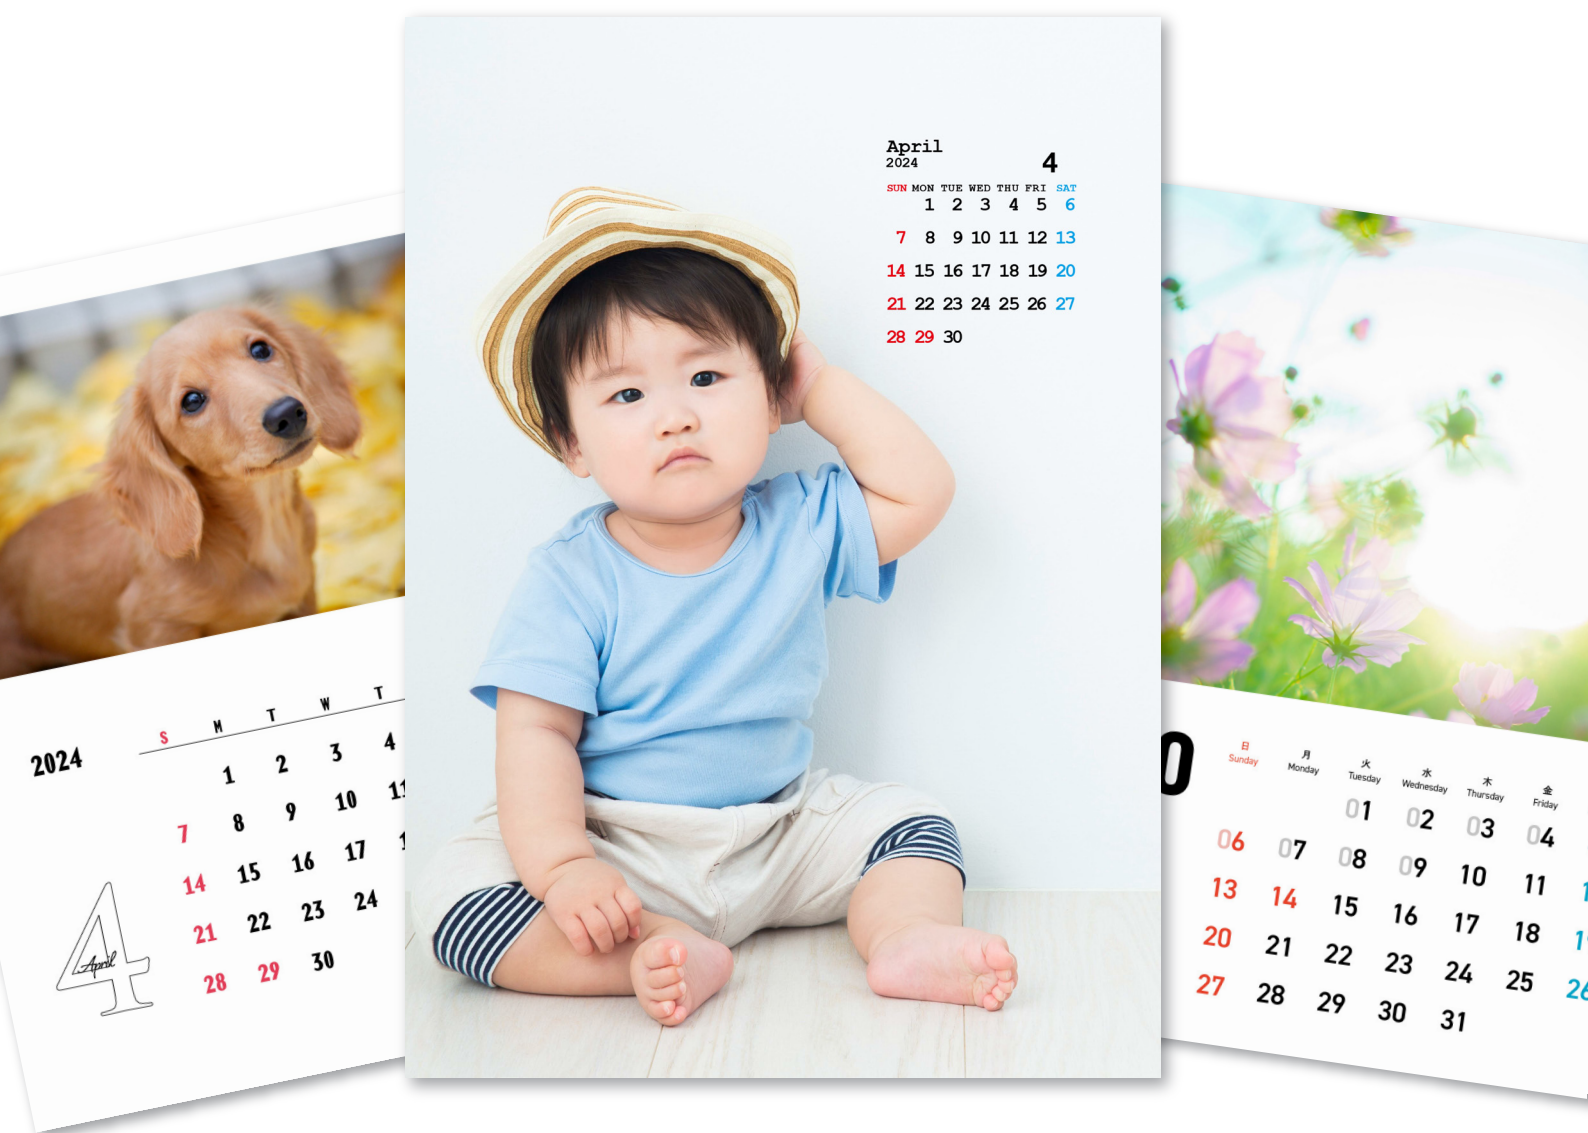 2024
S M T W T
1 2 3 4
7 8 9 10 11
14 15 16 17
21 22 23 24
28 29 30
4
April
April
2024
4
SUN MON TUE WED THU FRI SAT
1 2 3 4 5 6
7 8 9 10 11 12 13
14 15 16 17 18 19 20
21 22 23 24 25 26 27
28 29 30
0
日 月 火 水 木 金
Sunday Monday Tuesday Wednesday Thursday Friday
01 02 03 04
06 07 08 09 10 11
13 14 15 16 17 18
20 21 22 23 24 25 26
27 28 29 30 31